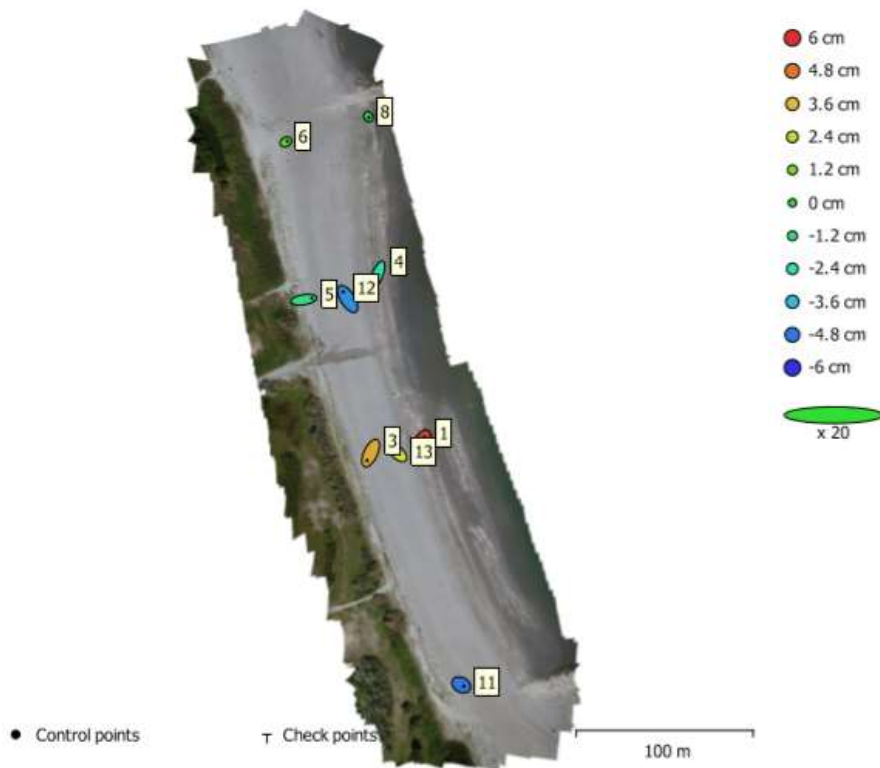 6 cm
4.8 cm
3.6 cm
2.4 cm
1.2 cm
0 cm
-1.2 cm
-2.4 cm
-3.6 cm
-4.8 cm
-6 cm
x 20
8
6
4
12
5
1
3
13
11
Control points
Check points
100 m